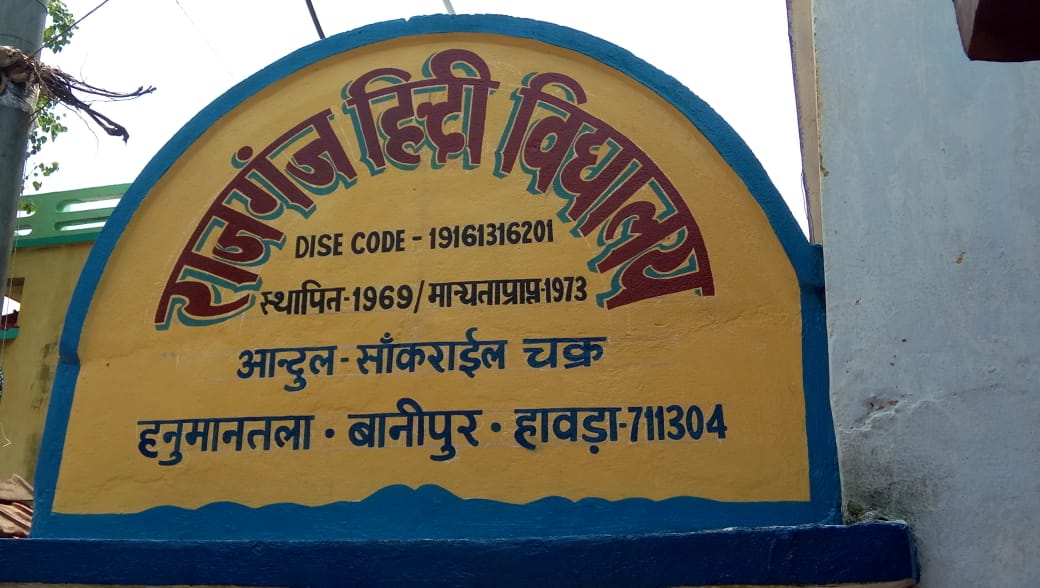 राजगंज हिन्दी विद्यालय
DISE CODE - 19161316201
स्थापित-1969/मान्यताप्राप्त-1973
आन्दुल-साँकराईल चक्र
हनुमानतला • बानीपुर • हावड़ा-711304